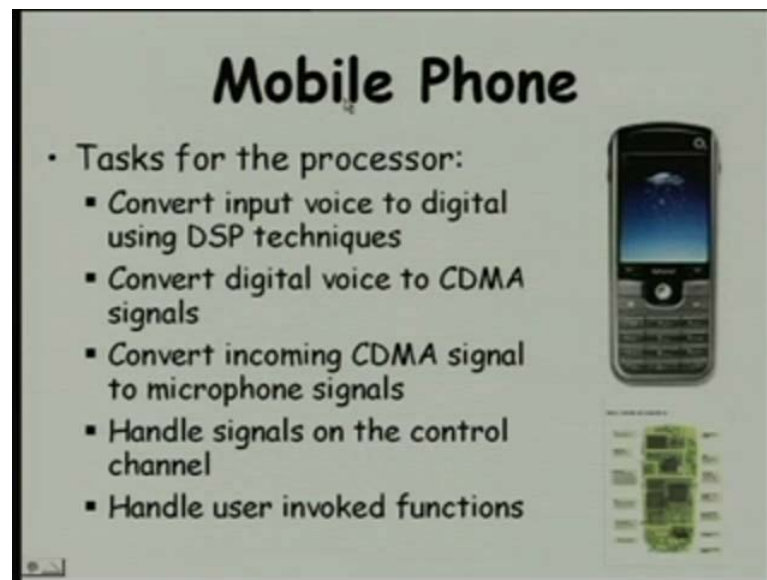 Mobile Phone
• Tasks for the processor:
▪ Convert input voice to digital
using DSP techniques
▪ Convert digital voice to CDMA
signals
▪ Convert incoming CDMA signal
to microphone signals
▪ Handle signals on the control
channel
▪ Handle user invoked functions